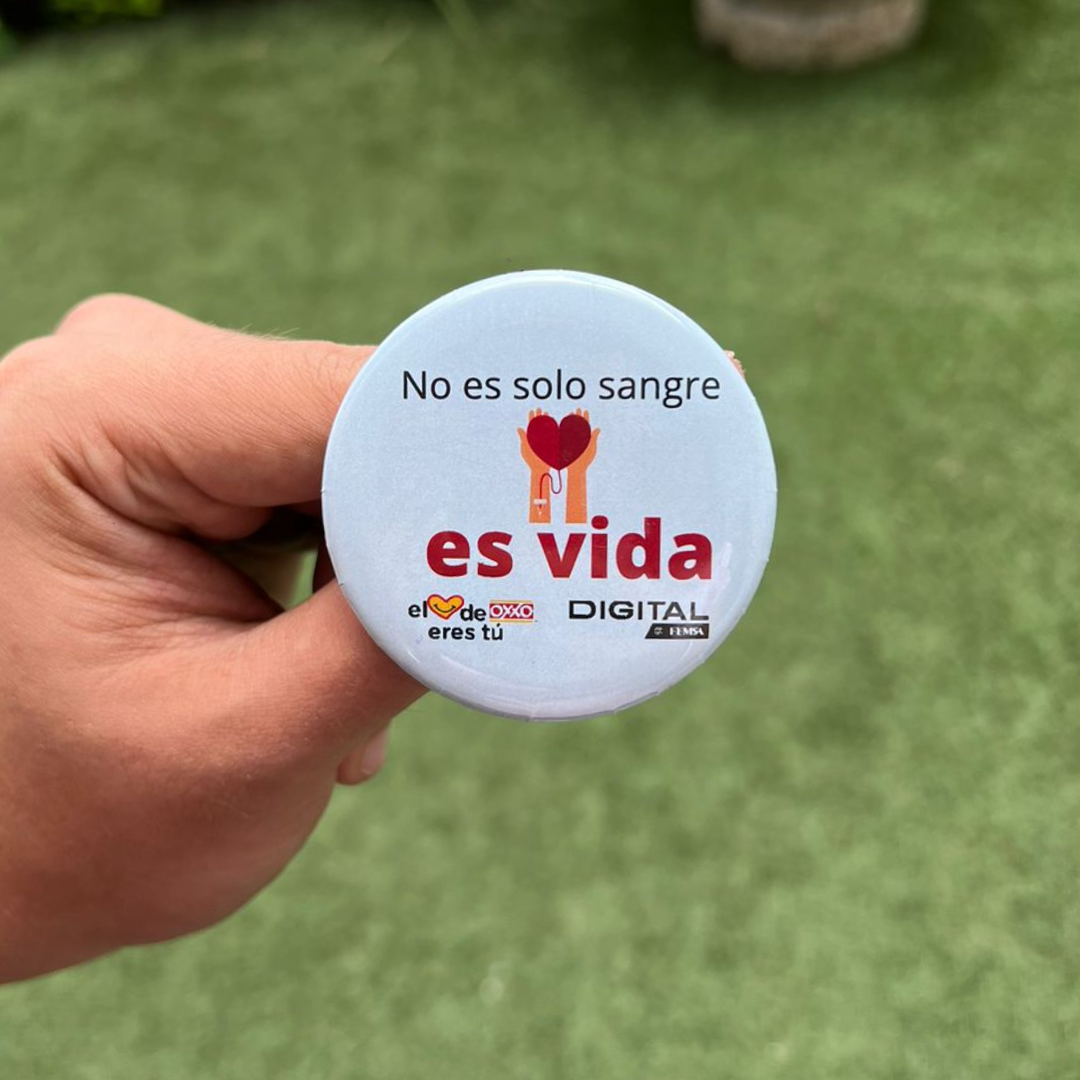 No es solo sangre
es vida
el de OXXO
eres tú
DIGITAL
FEMSA